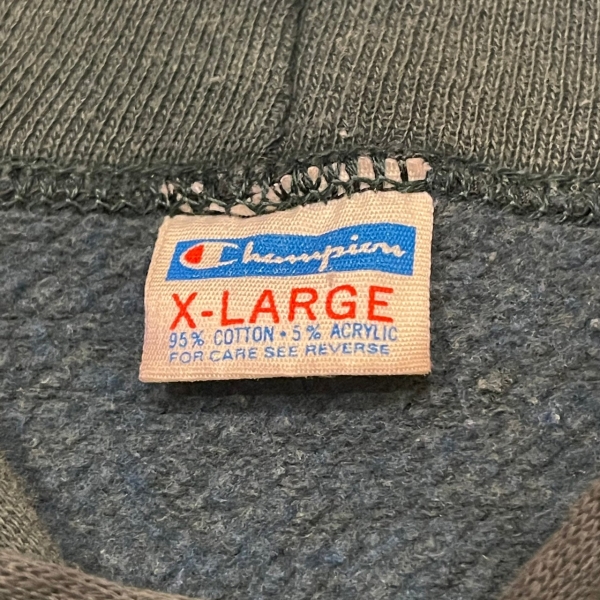 Champion
X-LARGE
95% COTTON • 5% ACRYLIC
FOR CARE SEE REVERSE